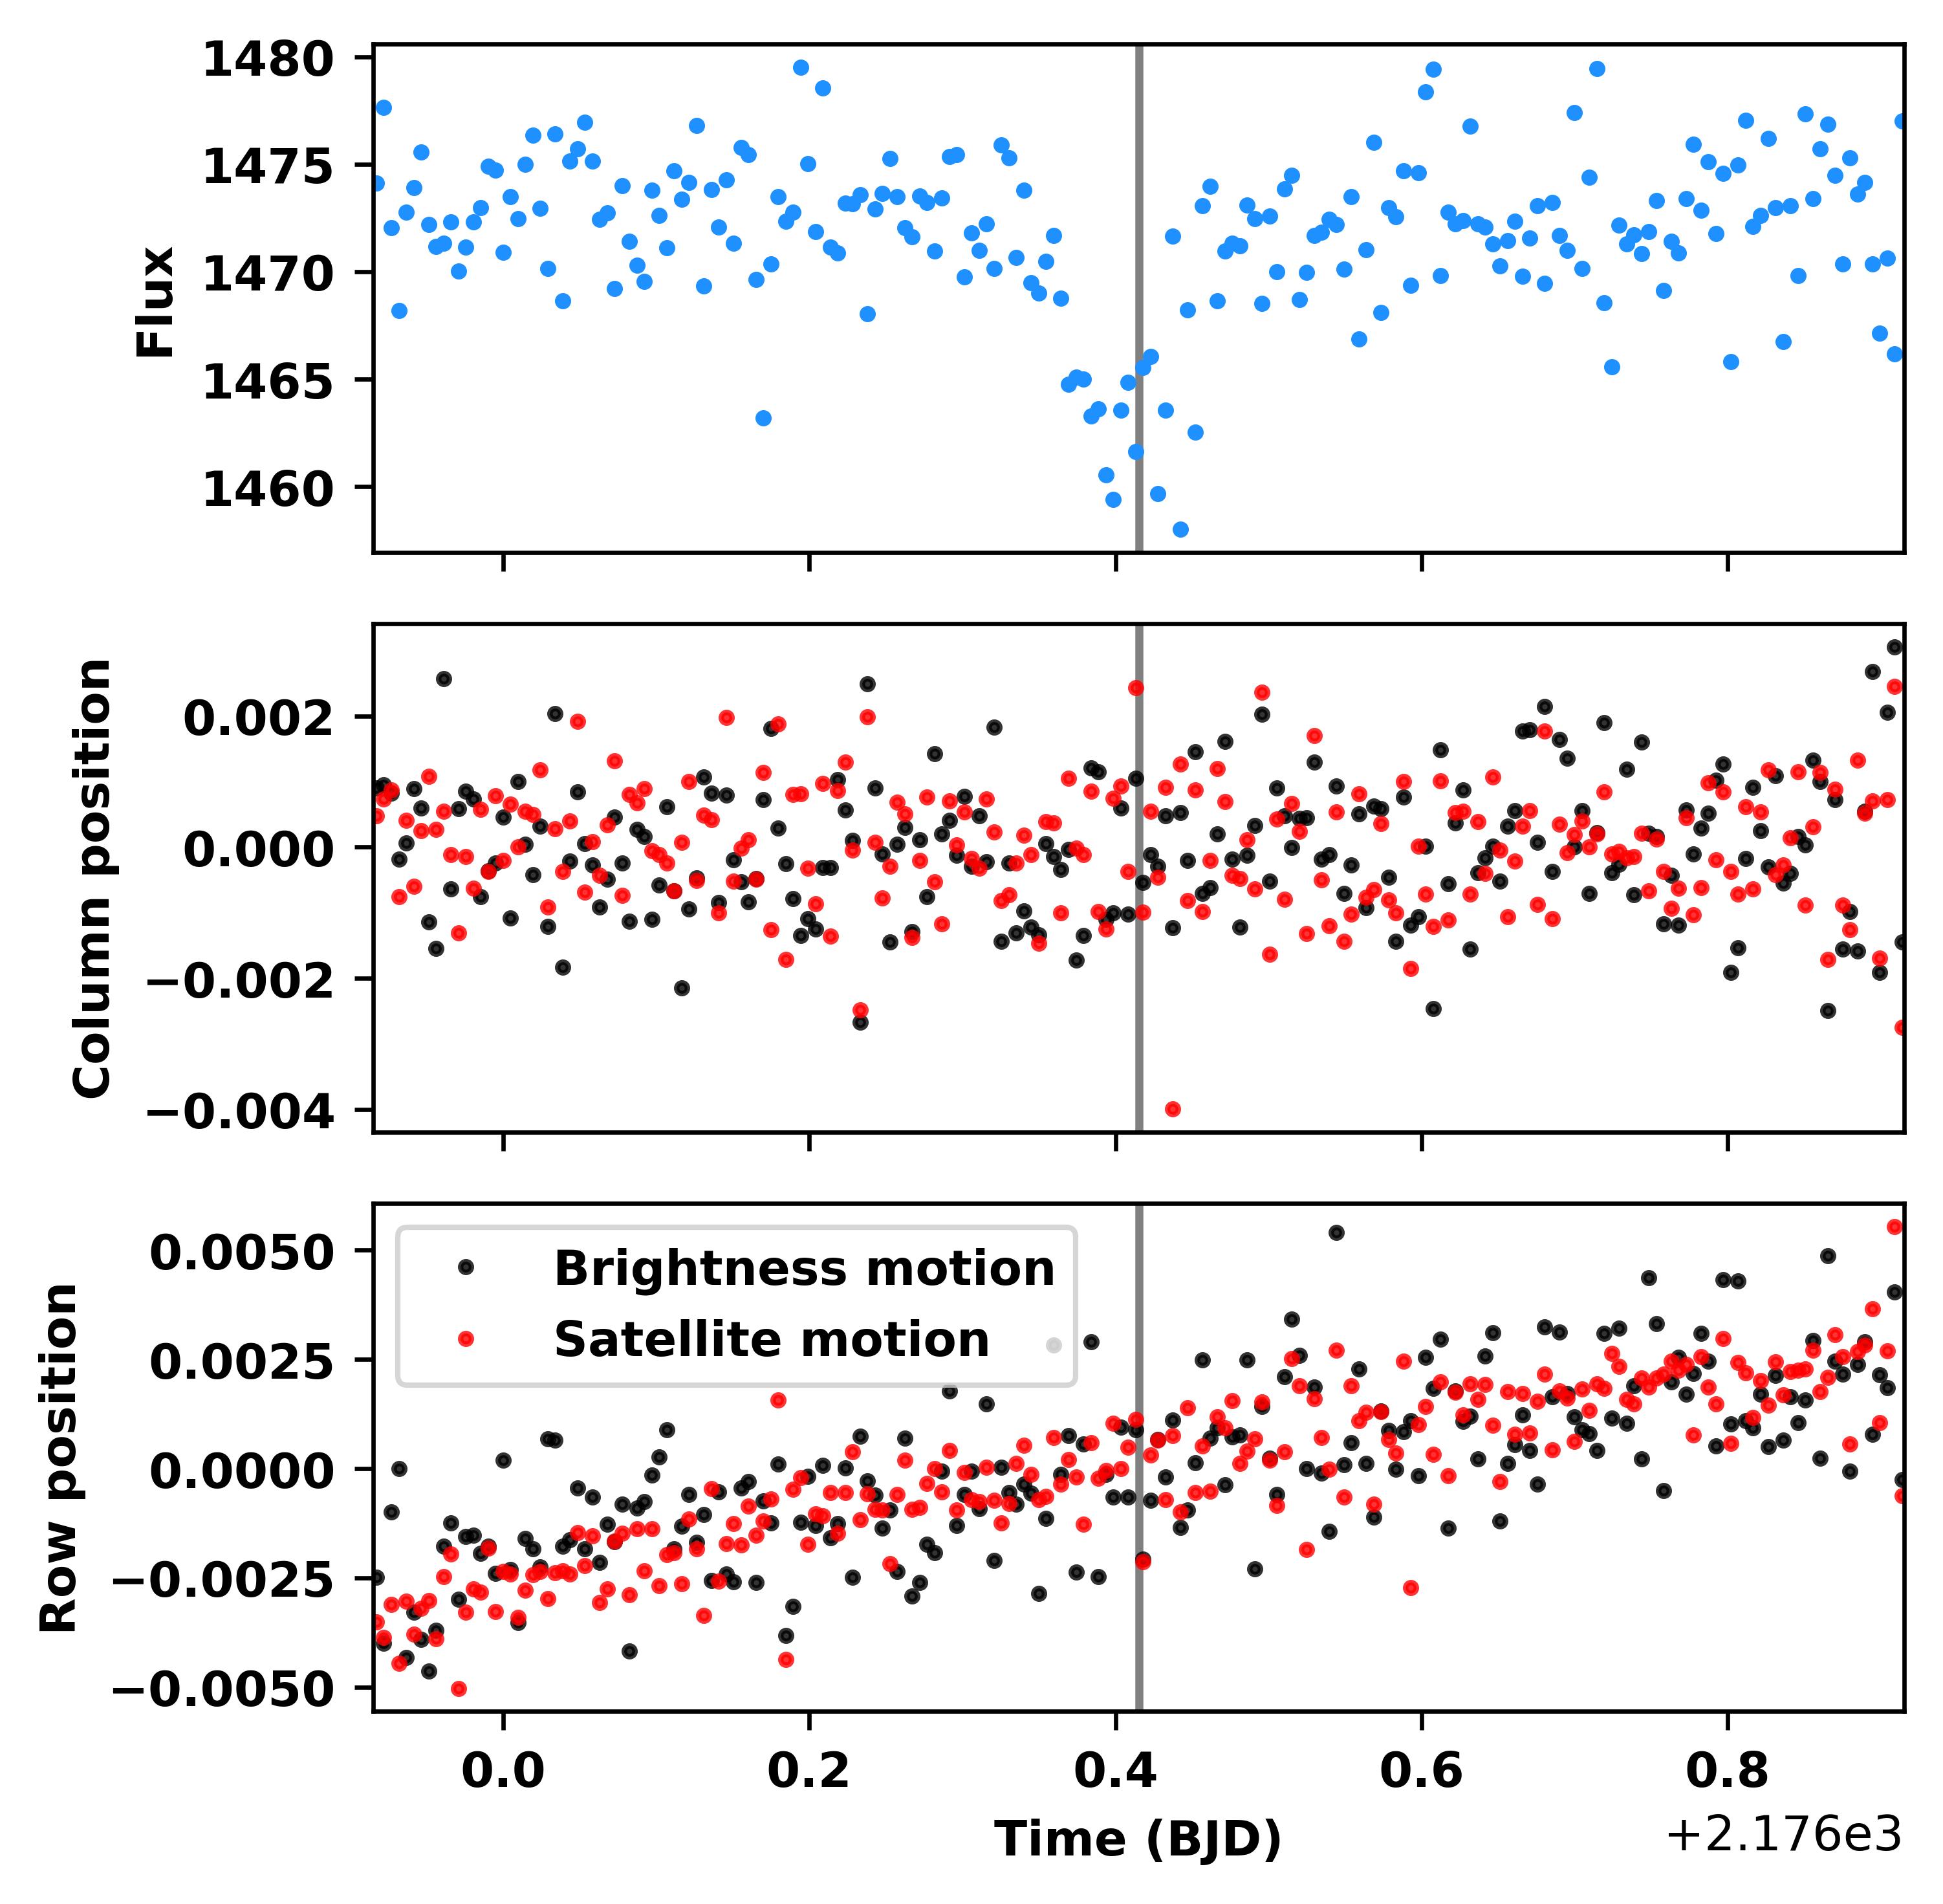 1480
1475
1470
1465
1460
Flux
0.002
0.000
−0.002
−0.004
Column position
0.0050
0.0025
0.0000
−0.0025
−0.0050
Row position
Brightness motion
Satellite motion
0.0 0.2 0.4 0.6 0.8
Time (BJD)
+2.176e3